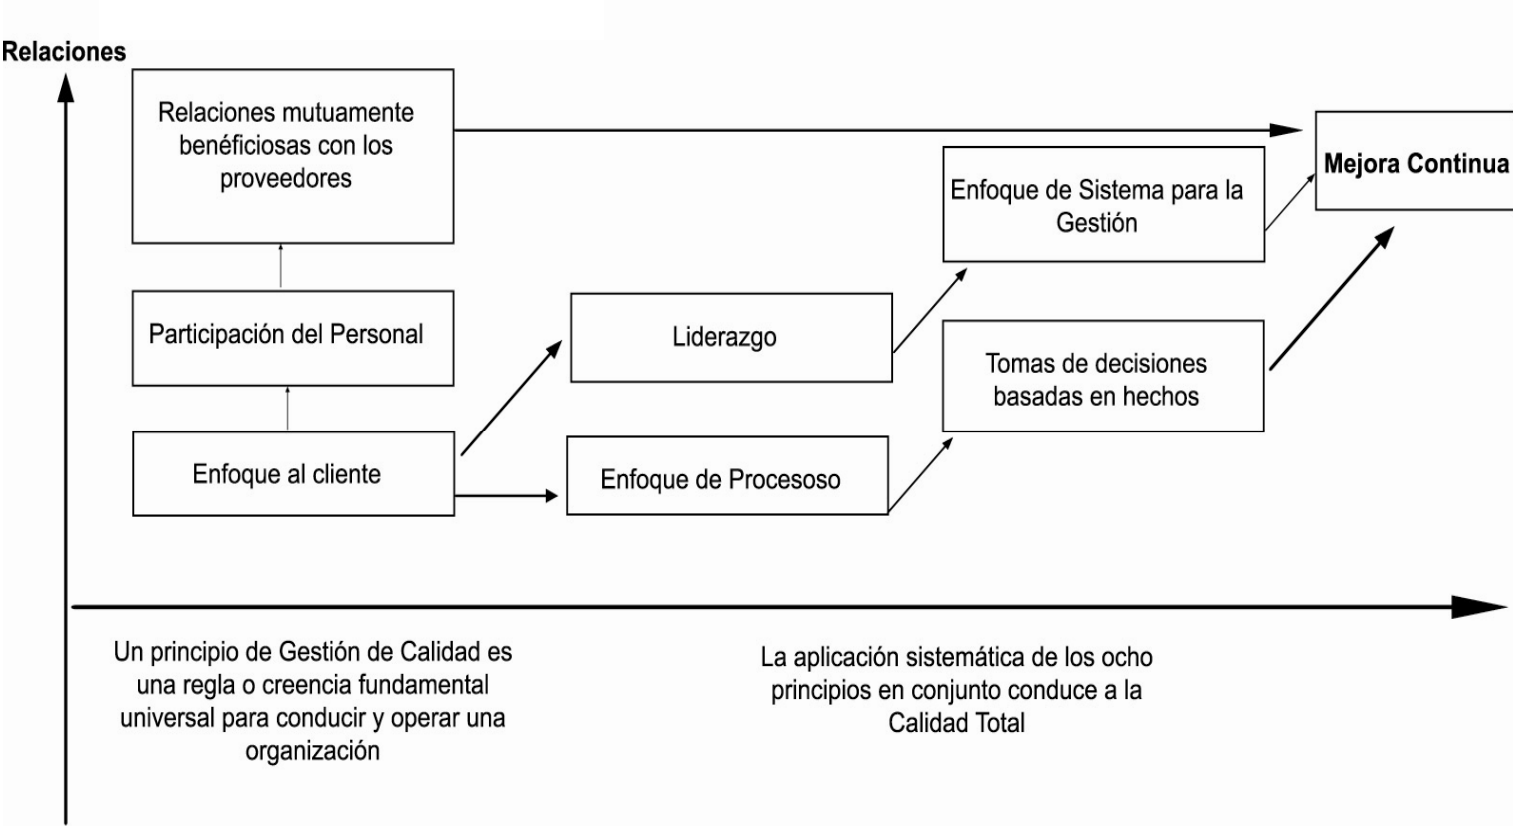 Relaciones
Relaciones mutuamente
benéficiosas con los
proveedores
Mejora Continua
Enfoque de Sistema para la
Gestión
Participación del Personal
Liderazgo
Tomas de decisiones
basadas en hechos
Enfoque al cliente
Enfoque de Procesoso
Un principio de Gestión de Calidad es
una regla o creencia fundamental
universal para conducir y operar una
organización
La aplicación sistemática de los ocho
principios en conjunto conduce a la
Calidad Total